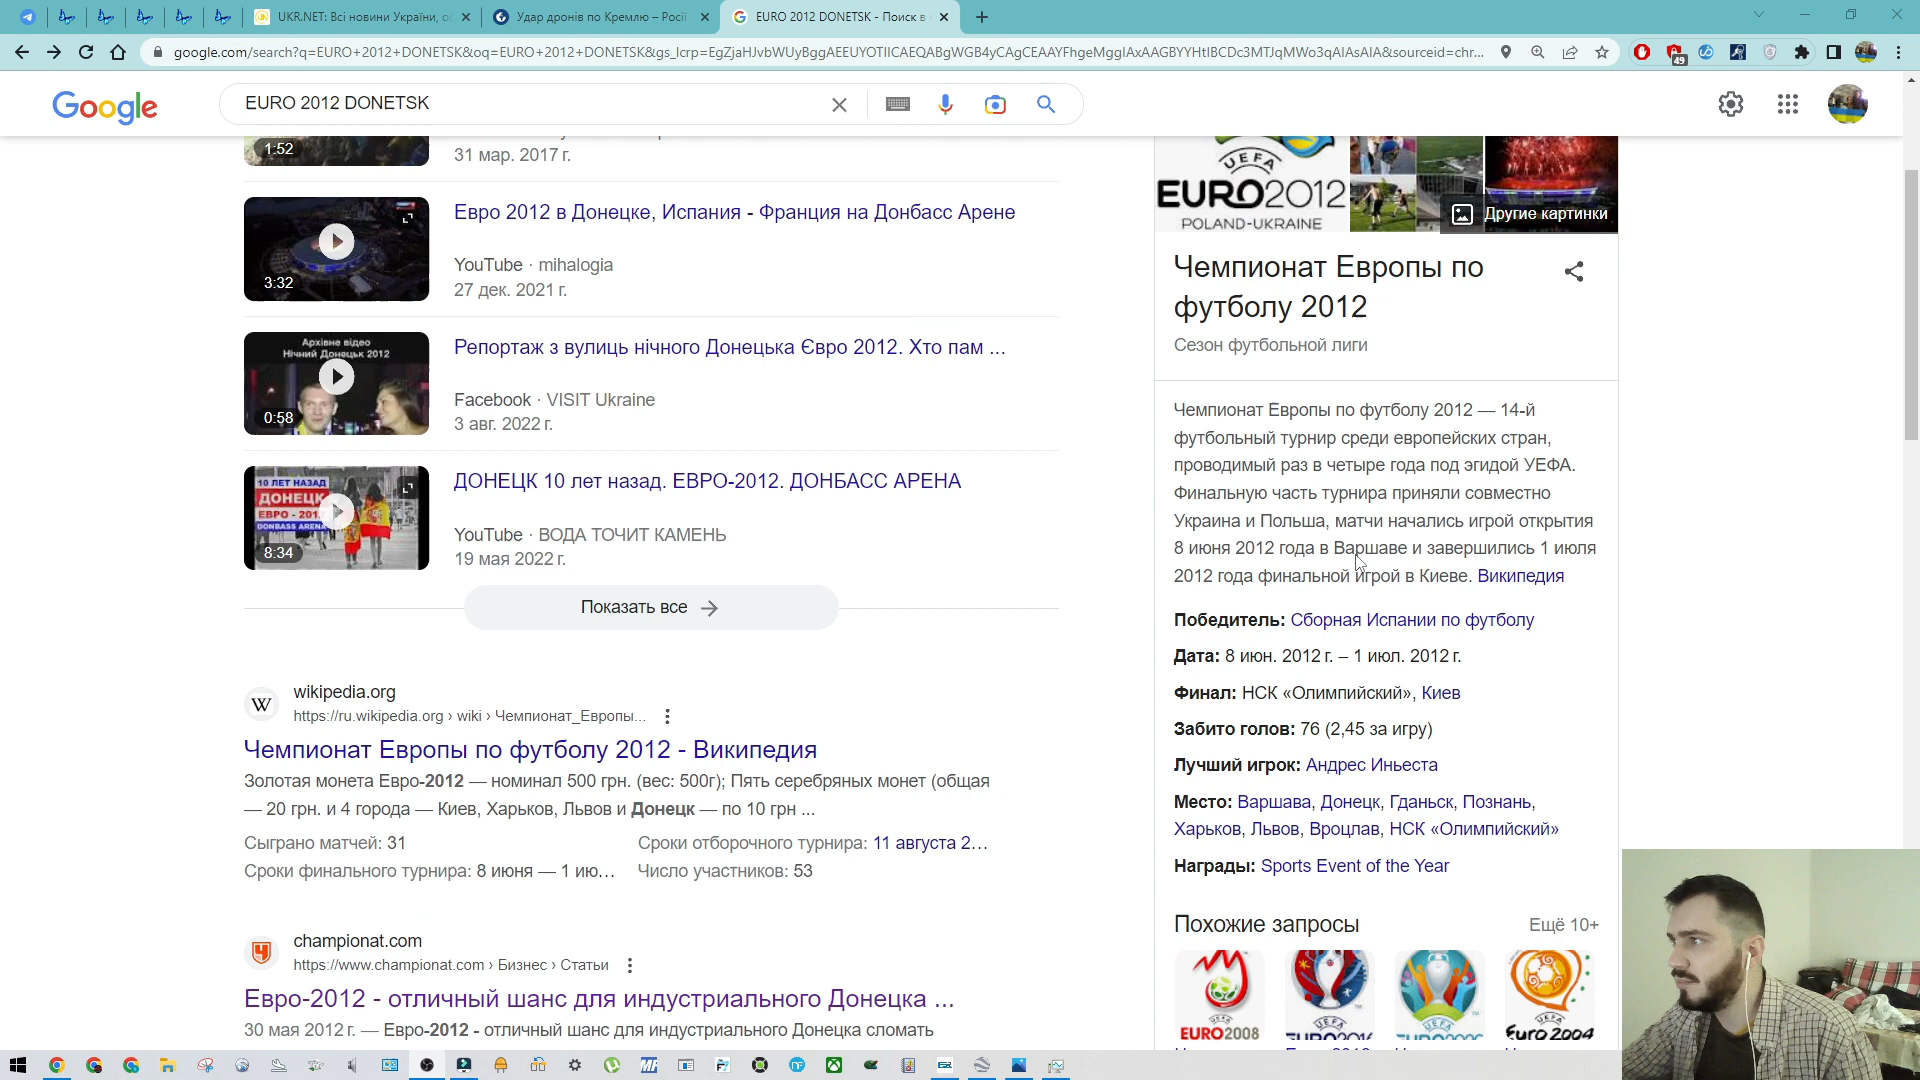 UKR.NET: Всі новини України, ос
Удар дронів по Кремлю – Росії
EURO 2012 DONETSK - Поиск в
google.com/search?q=EURO+2012+DONETSK&oq=EURO+2012+DONETSK&gs_lcrp=EgZjaHJvbWUyBggAEEUYOTIICAEQABgWGB4yCAgCEAAYFhgeMggIAxAAGBYYHtIBCDc3MTJqMWo3qAIAsAIA&sourceid=chr...
49
Google
EURO 2012 DONETSK
1:52
31 мар. 2017 г.
3:32
Евро 2012 в Донецке, Испания - Франция на Донбасс Арене
YouTube · mihalogia
27 дек. 2021 г.
Архівне відео
Нічний Донецьк 2012
0:58
Репортаж з вулиць нічного Донецька Євро 2012. Хто пам ...
Facebook · VISIT Ukraine
3 авг. 2022 г.
10 ЛЕТ НАЗАД
ДОНЕЦК
ЕВРО - 201
DONBASS ARENA
8:34
ДОНЕЦК 10 лет назад. ЕВРО-2012. ДОНБАСС АРЕНА
YouTube · ВОДА ТОЧИТ КАМЕНЬ
19 мая 2022 г.
Показать все
W
wikipedia.org
https://ru.wikipedia.org › wiki › Чемпионат_Европы...
Чемпионат Европы по футболу 2012 - Википедия
Золотая монета Евро-2012 — номинал 500 грн. (вес: 500г); Пять серебряных монет (общая
— 20 грн. и 4 города — Киев, Харьков, Львов и Донецк — по 10 грн ...
Сыграно матчей: 31
Сроки отборочного турнира: 11 августа 2...
Сроки финального турнира: 8 июня — 1 ию...
Число участников: 53
championat.com
https://www.championat.com › Бизнес › Статьи
Евро-2012 - отличный шанс для индустриального Донецка ...
30 мая 2012 г. — Евро-2012 - отличный шанс для индустриального Донецка сломать
UEFA
EURO2012
POLAND-UKRAINE
Другие картинки
Чемпионат Европы по
футболу 2012
Сезон футбольной лиги
Чемпионат Европы по футболу 2012 — 14-й
футбольный турнир среди европейских стран,
проводимый раз в четыре года под эгидой УЕФА.
Финальную часть турнира приняли совместно
Украина и Польша, матчи начались игрой открытия
8 июня 2012 года в Варшаве и завершились 1 июля
2012 года финальной игрой в Киеве. Википедия
Победитель: Сборная Испании по футболу
Дата: 8 июн. 2012 г. – 1 июл. 2012 г.
Финал: НСК «Олимпийский», Киев
Забито голов: 76 (2,45 за игру)
Лучший игрок: Андрес Иньеста
Место: Варшава, Донецк, Гданьск, Познань,
Харьков, Львов, Вроцлав, НСК «Олимпийский»
Награды: Sports Event of the Year
Похожие запросы
Ещё 10+
UEFA
EURO2008
UEFA
EURO2016
UEFA
EURO 2004